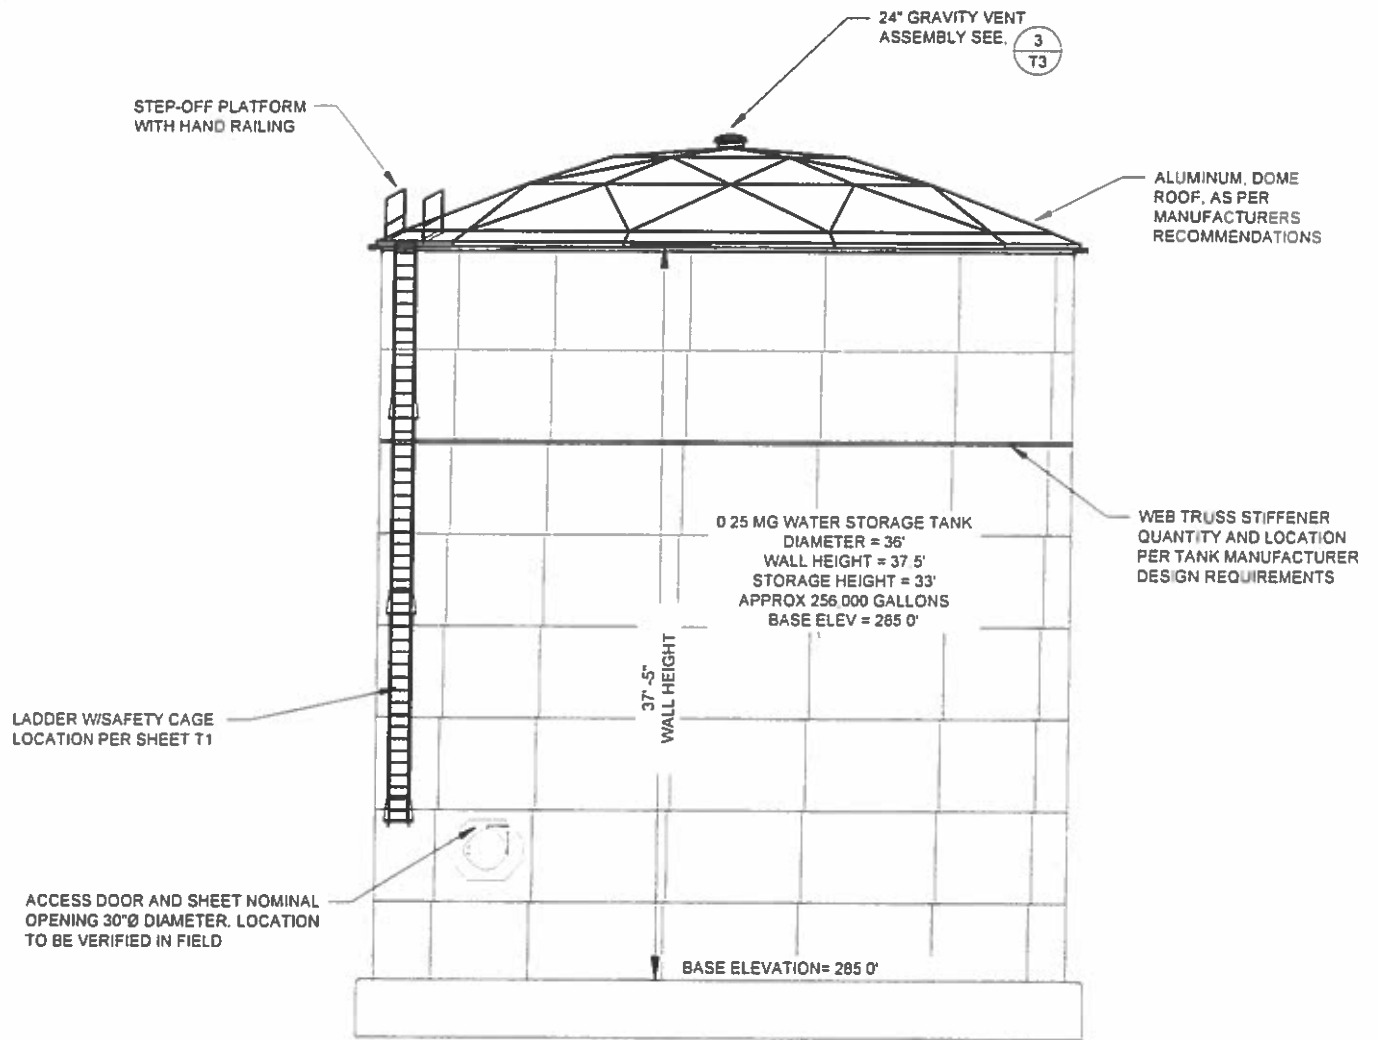 24" GRAVITY VENT
ASSEMBLY SEE,
3
T3
STEP-OFF PLATFORM
WITH HAND RAILING
ALUMINUM, DOME
ROOF, AS PER
MANUFACTURERS
RECOMMENDATIONS
0 25 MG WATER STORAGE TANK
DIAMETER = 36'
WALL HEIGHT = 37 5'
STORAGE HEIGHT = 33'
APPROX 256,000 GALLONS
BASE ELEV = 285 0'
WEB TRUSS STIFFENER
QUANTITY AND LOCATION
PER TANK MANUFACTURER
DESIGN REQUIREMENTS
37' -5"
WALL HEIGHT
LADDER W/SAFETY CAGE
LOCATION PER SHEET T1
ACCESS DOOR AND SHEET NOMINAL
OPENING 30"Ø DIAMETER. LOCATION
TO BE VERIFIED IN FIELD
BASE ELEVATION= 285 0'